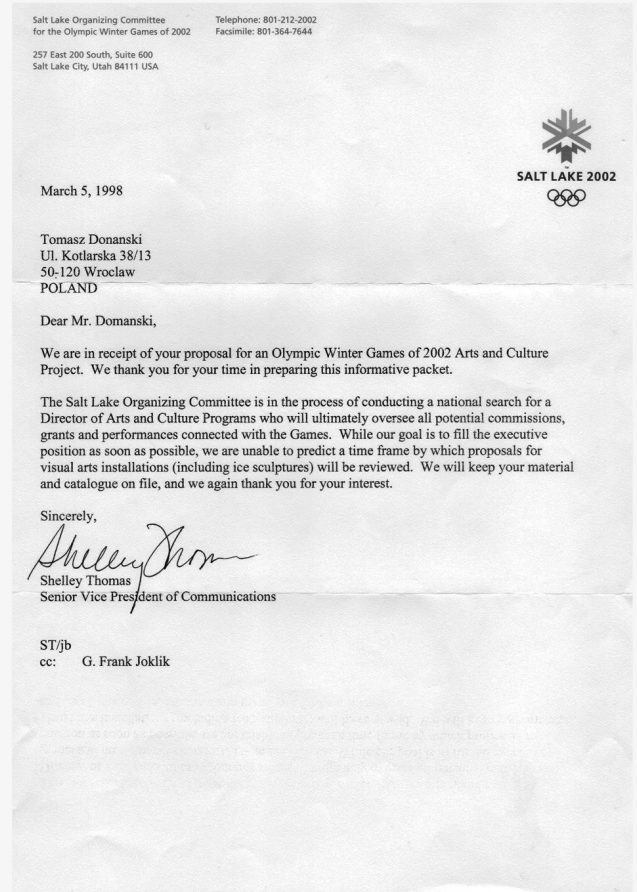 Salt Lake Organizing Committee
for the Olympic Winter Games of 2002
Telephone: 801-212-2002
Facsimile: 801-364-7644
257 East 200 South, Suite 600
Salt Lake City, Utah 84111 USA
SALT LAKE 2002
March 5, 1998
Tomasz Donanski
Ul. Kotlarska 38/13
50-120 Wroclaw
POLAND
Dear Mr. Domanski,
We are in receipt of your proposal for an Olympic Winter Games of 2002 Arts and Culture
Project. We thank you for your time in preparing this informative packet.
The Salt Lake Organizing Committee is in the process of conducting a national search for a
Director of Arts and Culture Programs who will ultimately oversee all potential commissions,
grants and performances connected with the Games. While our goal is to fill the executive
position as soon as possible, we are unable to predict a time frame by which proposals for
visual arts installations (including ice sculptures) will be reviewed. We will keep your material
and catalogue on file, and we again thank you for your interest.
Sincerely,
Shelley Thom
Shelley Thomas
Senior Vice President of Communications
ST/jb
cc: G. Frank Joklik